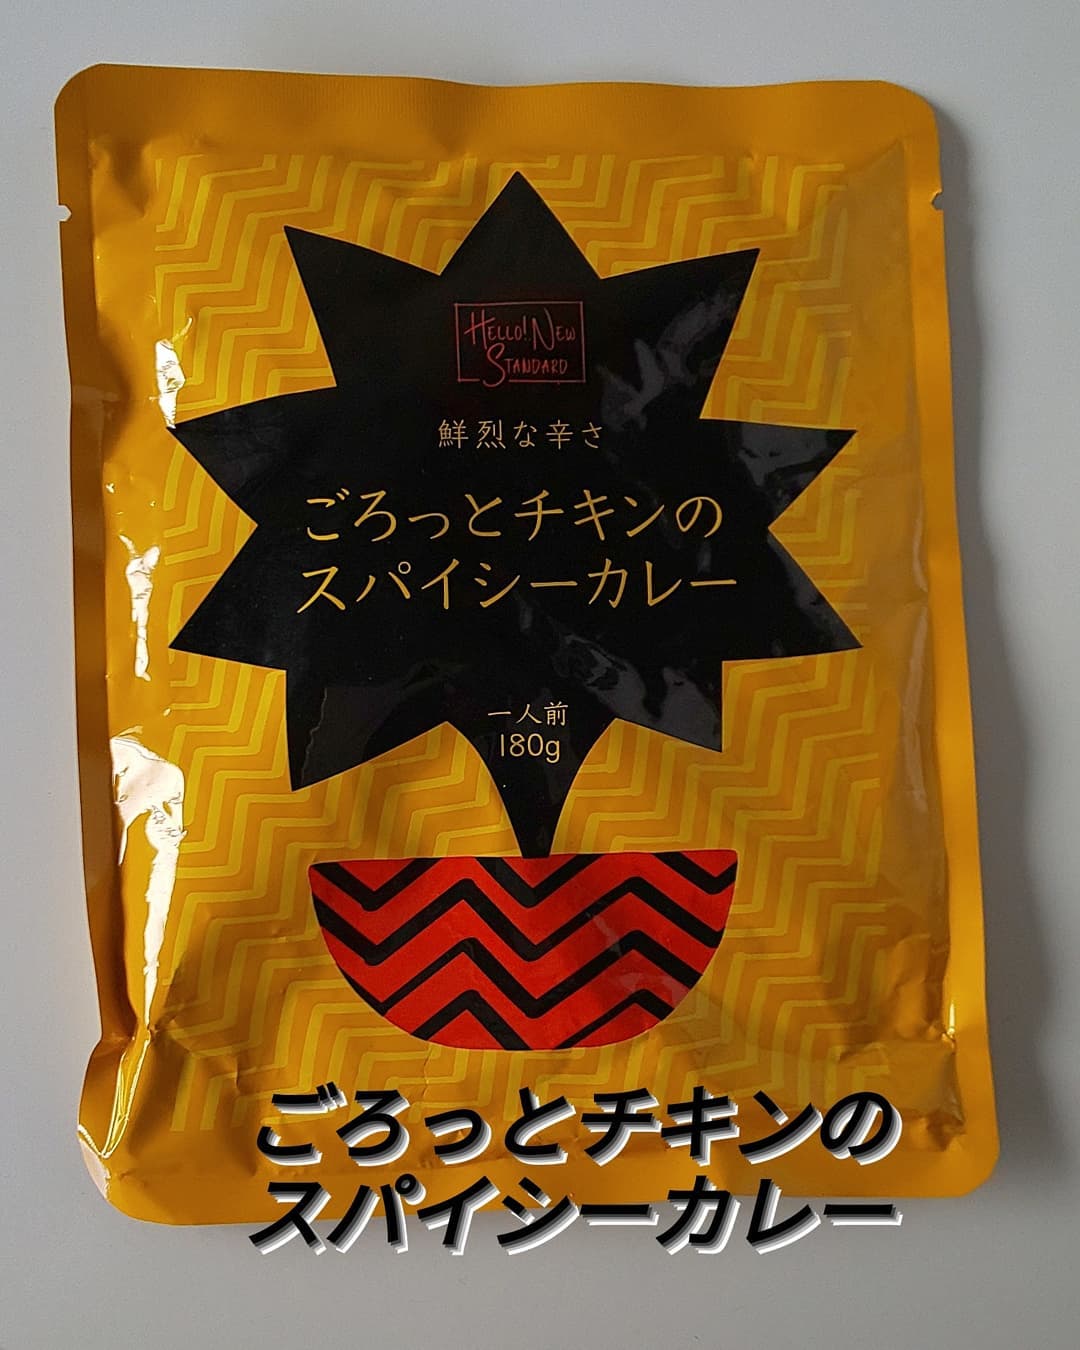 HELLO! NEW
STANDARD
鮮烈な辛さ
ごろっとチキンの
スパイシーカレー
一人前
180g
ごろっとチキンの
スパイシーカレー